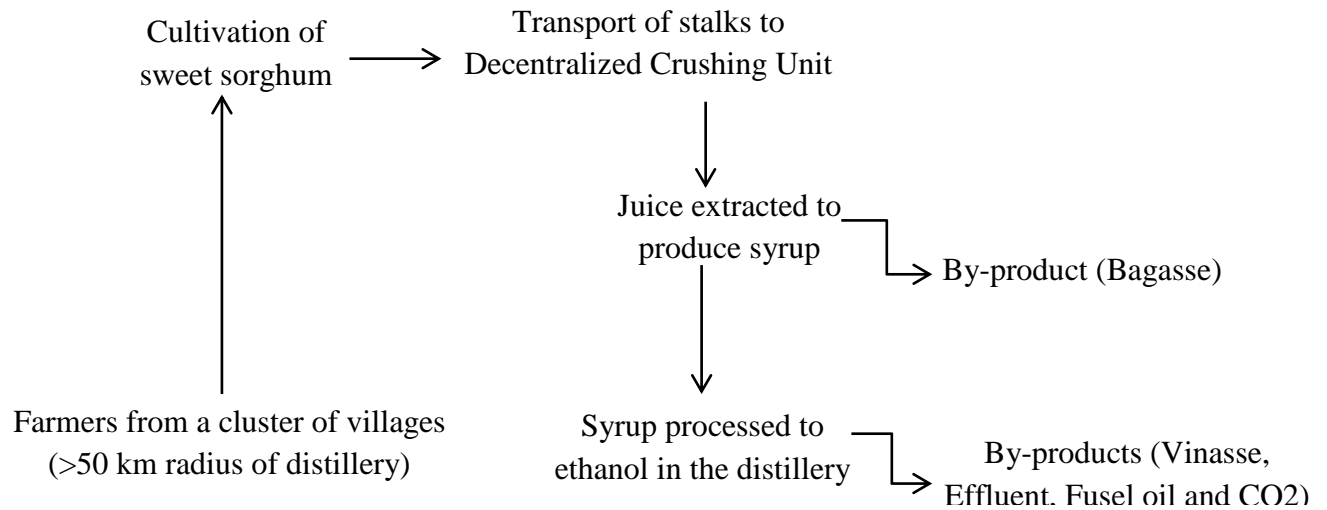 Cultivation of
sweet sorghum
Transport of stalks to
Decentralized Crushing Unit
Juice extracted to
produce syrup
By-product (Bagasse)
Farmers from a cluster of villages
(>50 km radius of distillery)
Syrup processed to
ethanol in the distillery
By-products (Vinasse,
Effluent, Fusel oil and CO2)